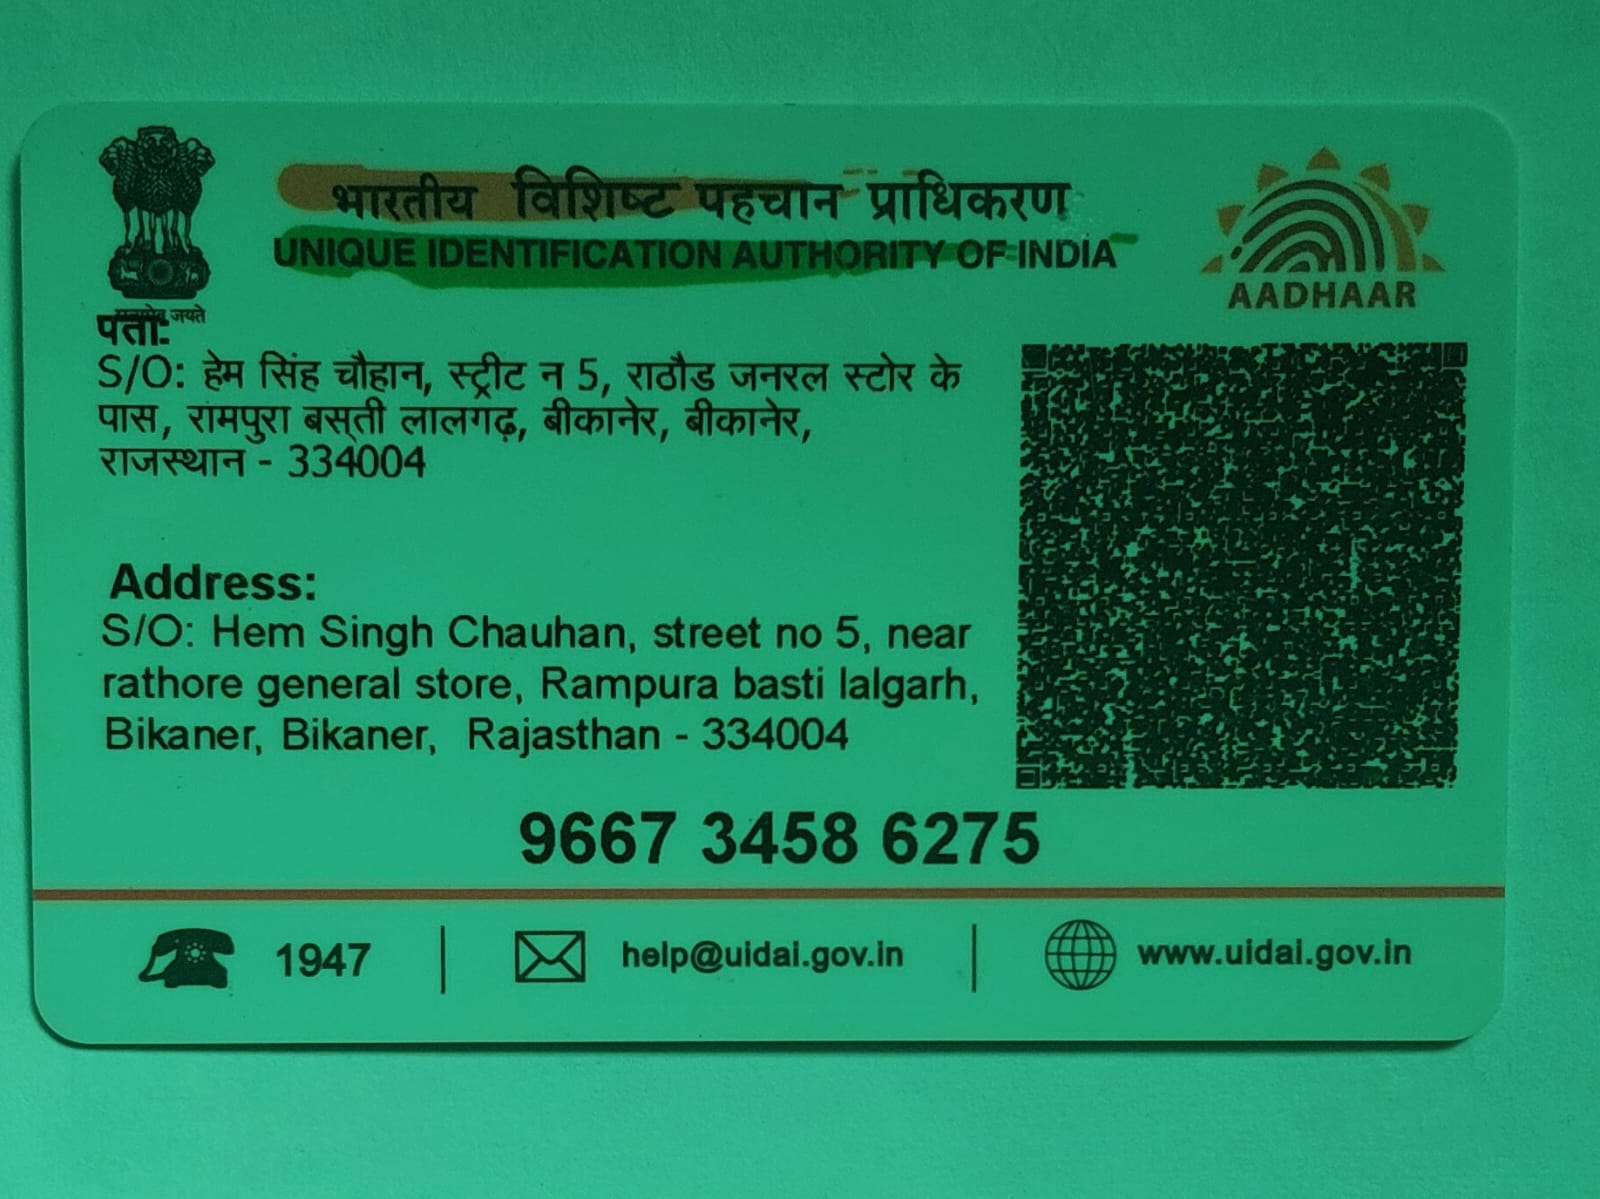 भारतीय विशिष्ट पहचान प्राधिकरण
UNIQUE IDENTIFICATION AUTHORITY OF INDIA
AADHAAR
जयते
पता:
S/O: हेम सिंह चौहान, स्ट्रीट न 5, राठौड जनरल स्टोर के
पास, रामपुरा बस्ती लालगढ़, बीकानेर, बीकानेर,
राजस्थान - 334004
Address:
S/O: Hem Singh Chauhan, street no 5, near
rathore general store, Rampura basti lalgarh,
Bikaner, Bikaner, Rajasthan - 334004
9667 3458 6275
1947
help@uidai.gov.in
www.uidai.gov.in